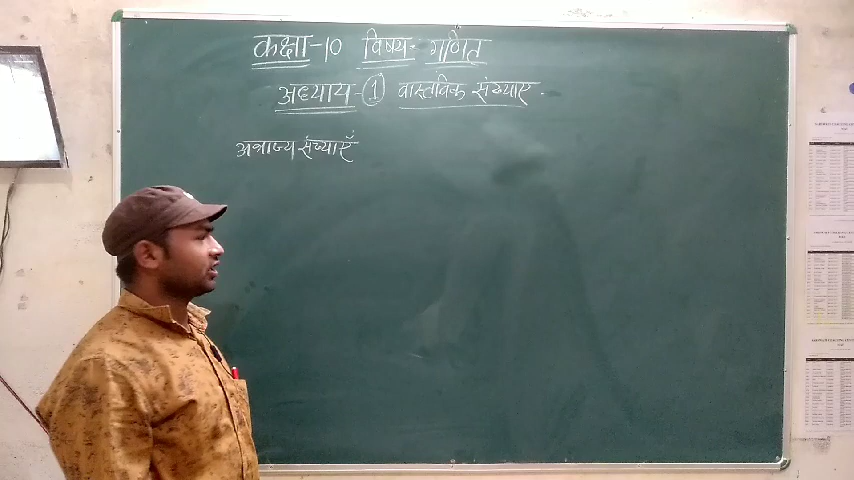 कक्षा-10 विषय- गणित
अध्याय-① वास्तविक संख्याए.
अभाज्य संख्याएँ